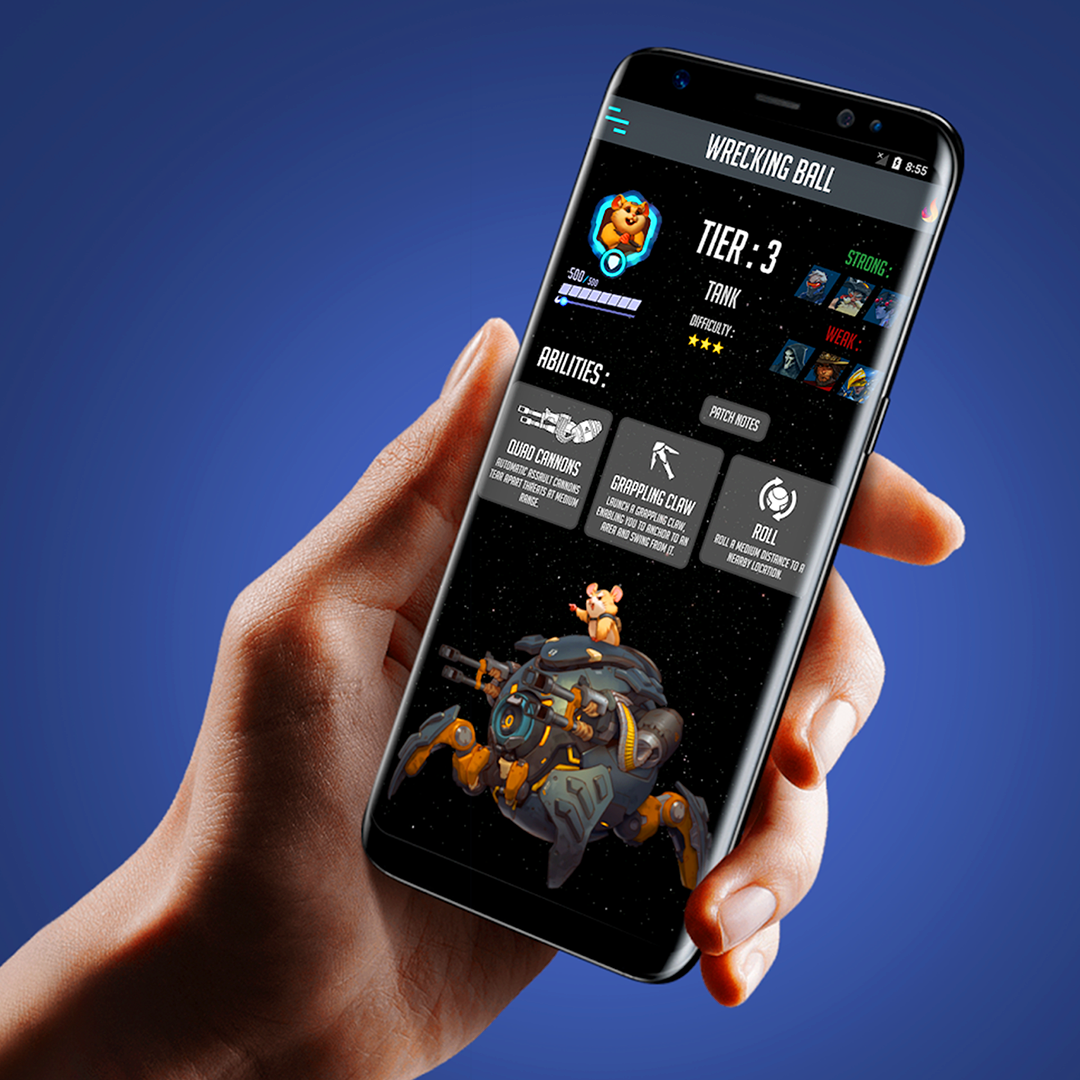 8:55
WRECKING BALL
TIER : 3
TANK
DIFFICULTY :
500/500
STRONG :
WEAK :
ABILITIES :
PATCH NOTES
QUAD CANNONS
AUTOMATIC ASSAULT CANNONS
TEAR APART THREATS AT MEDIUM
RANGE.
GRAPPLING CLAW
LAUNCH A GRAPPLING CLAW,
ENABLING YOU TO ANCHOR TO AN
AREA AND SWING FROM IT.
ROLL
ROLL A MEDIUM DISTANCE TO A
NEARBY LOCATION.